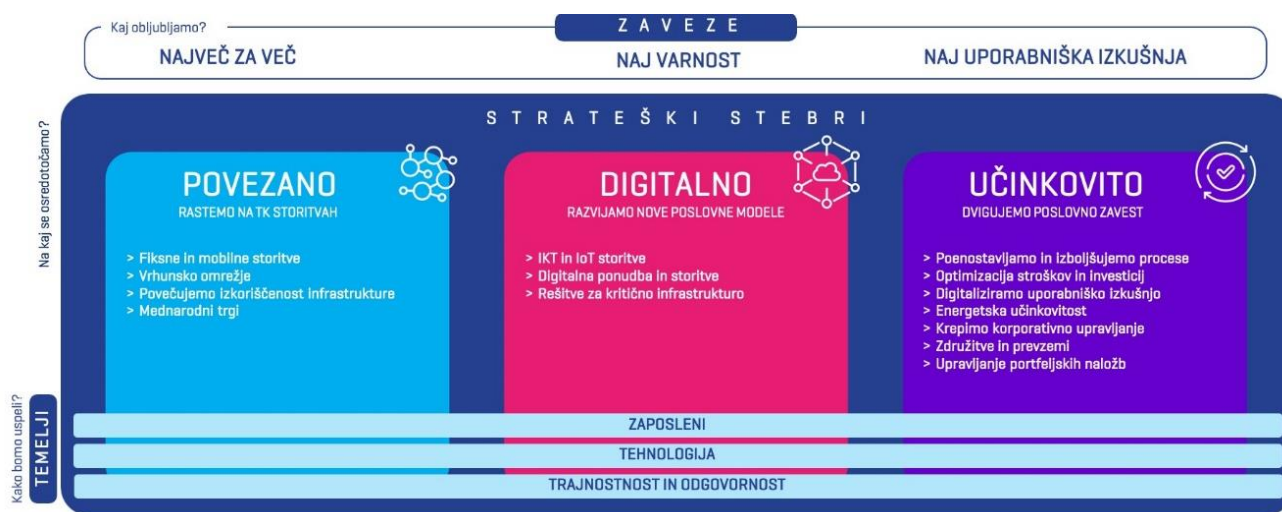 Kaj obljubljamo?
ZAVEZE
NAJVEČ ZA VEČ
NAJ VARNOST
NAJ UPORABNIŠKA IZKUŠNJA
Na kaj se osredotočamo?
STRATEŠKI STEBRI
POVEZANO
RASTEMO NA TK STORITVAH
> Fiksne in mobilne storitve
> Vrhunsko omrežje
> Povečujemo izkoriščenost infrastrukture
> Mednarodni trgi
DIGITALNO
RAZVIJAMO NOVE POSLOVNE MODELE
> IKT in IoT storitve
> Digitalna ponudba in storitve
> Rešitve za kritično infrastrukturo
UČINKOVITO
DVIGUJEMO POSLOVNO ZAVEST
> Poenostavljamo in izboljšujemo procese
> Optimizacija stroškov in investicij
> Digitaliziramo uporabniško izkušnjo
> Energetska učinkovitost
> Krepimo korporativno upravljanje
> Združitve in prevzemi
> Upravljanje portfeljskih naložb
Kako bomo uspeli?
TEMELJI
ZAPOSLENI
TEHNOLOGIJA
TRAJNOSTNOST IN ODGOVORNOST